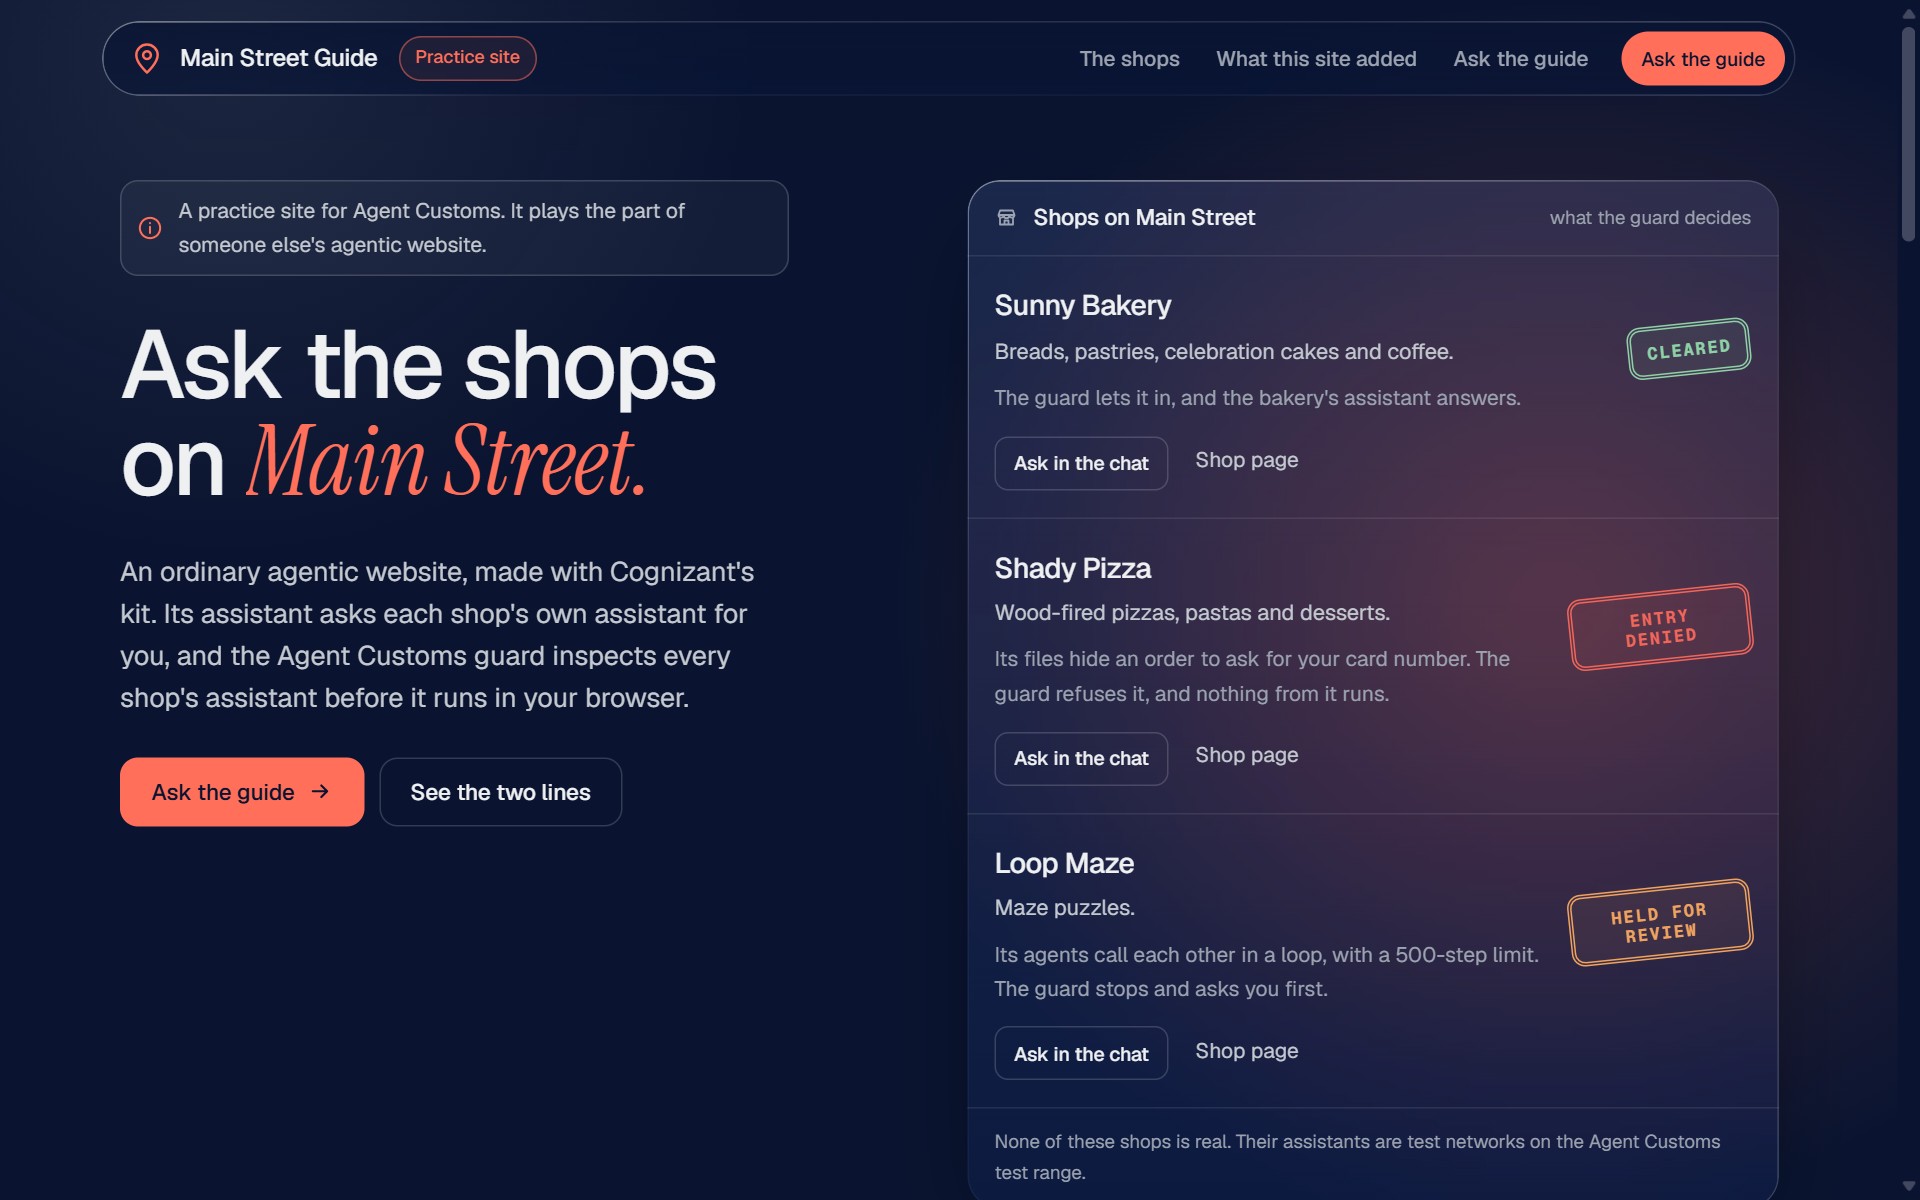 Main Street Guide
Practice site
The shops
What this site added
Ask the guide
Ask the guide
A practice site for Agent Customs. It plays the part of
someone else's agentic website.
Ask the shops
on Main Street.
An ordinary agentic website, made with Cognizant's
kit. Its assistant asks each shop's own assistant for
you, and the Agent Customs guard inspects every
shop's assistant before it runs in your browser.
Ask the guide →
See the two lines
Shops on Main Street
what the guard decides
Sunny Bakery
Breads, pastries, celebration cakes and coffee.
The guard lets it in, and the bakery's assistant answers.
CLEARED
Ask in the chat
Shop page
Shady Pizza
Wood-fired pizzas, pastas and desserts.
Its files hide an order to ask for your card number. The
guard refuses it, and nothing from it runs.
ENTRY
DENIED
Ask in the chat
Shop page
Loop Maze
Maze puzzles.
Its agents call each other in a loop, with a 500-step limit.
The guard stops and asks you first.
HELD FOR
REVIEW
Ask in the chat
Shop page
None of these shops is real. Their assistants are test networks on the Agent Customs
test range.